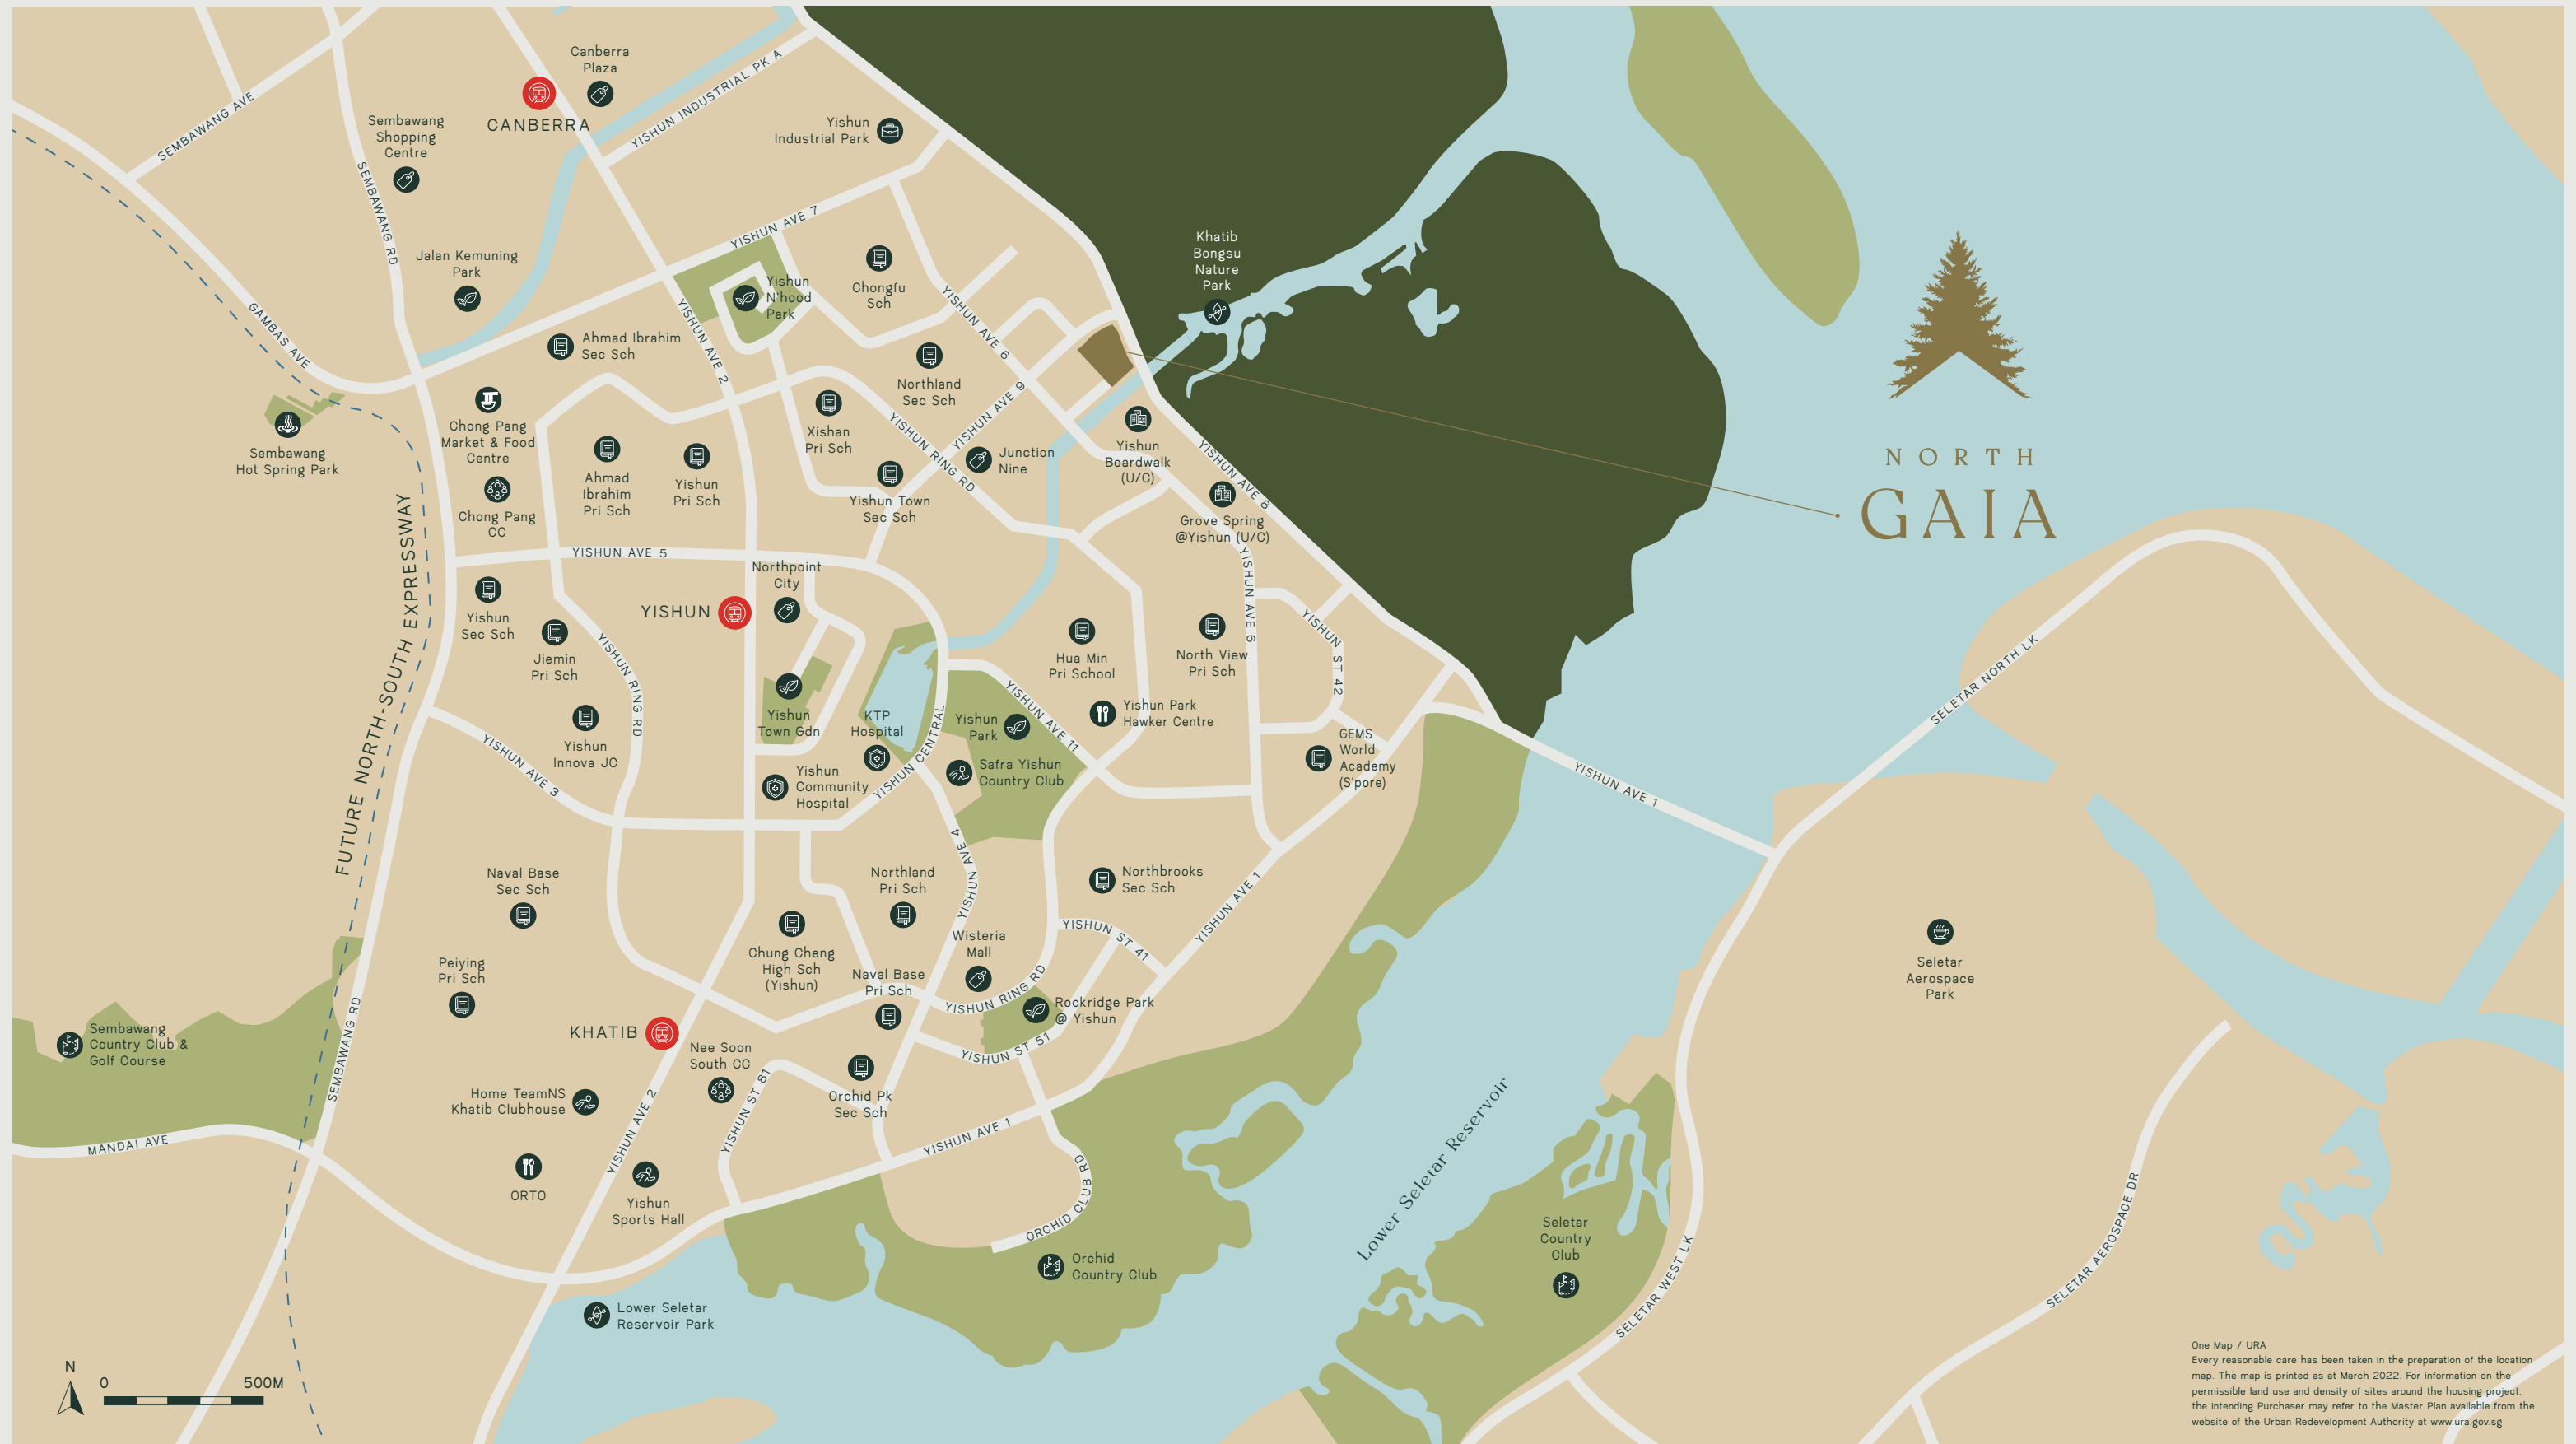 Canberra
Plaza
CANBERRA
YISHUN INDUSTRIAL PK A
SEMBAWANG AVE
Sembawang
Shopping
Centre
Yishun
Industrial Park
SEMBAWANG RD
YISHUN AVE 7
Jalan Kemuning
Park
Yishun
N'hood
Park
Chongfu
Sch
Khatib
Bongsu
Nature
Park
GAMBAS AVE
YISHUN AVE 2
YISHUN AVE 6
Ahmad Ibrahim
Sec Sch
Northland
Sec Sch
YISHUN AVE 9
Chong Pang
Market & Food
Centre
Xishan
Pri Sch
YISHUN RING RD
Junction
Nine
Yishun
Boardwalk
(U/C)
YISHUN AVE 8
NORTH
GAIA
Sembawang
Hot Spring Park
Ahmad
Ibrahim
Pri Sch
Yishun
Pri Sch
Yishun Town
Sec Sch
Chong Pang
CC
Grove Spring
@Yishun (U/C)
FUTURE NORTH-SOUTH EXPRESSWAY
YISHUN AVE 5
Northpoint
City
YISHUN
YISHUN AVE 6
YISHUN ST 42
Yishun
Sec Sch
Jiemin
Pri Sch
YISHUN RING RD
Hua Min
Pri School
North View
Pri Sch
SELETAR NORTH LK
Yishun
Innova JC
Yishun
Town Gdn
KTP
Hospital
YISHUN CENTRAL
Yishun
Park
YISHUN AVE 11
Yishun Park
Hawker Centre
YISHUN AVE 3
Yishun
Community
Hospital
Safra Yishun
Country Club
GEMS
World
Academy
(S'pore)
YISHUN AVE 1
YISHUN AVE 4
Naval Base
Sec Sch
Northland
Pri Sch
Northbrooks
Sec Sch
YISHUN AVE 1
YISHUN ST 41
Wisteria
Mall
Chung Cheng
High Sch
(Yishun)
Naval Base
Pri Sch
YISHUN RING RD
Peiying
Pri Sch
Seletar
Aerospace
Park
Rockridge Park
@ Yishun
Sembawang
Country Club &
Golf Course
SEMBAWANG RD
KHATIB
Nee Soon
South CC
YISHUN ST 51
Home TeamNS
Khatib Clubhouse
YISHUN AVE 2
YISHUN ST 81
Orchid Pk
Sec Sch
YISHUN AVE 1
MANDAI AVE
ORTO
Yishun
Sports Hall
ORCHID CLUB RD
Lower Seletar Reservoir
Orchid
Country Club
Seletar
Country
Club
SELETAR WEST LK
SELETAR AEROSPACE DR
Lower Seletar
Reservoir Park
N
0 500M
One Map / URA
Every reasonable care has been taken in the preparation of the location
map. The map is printed as at March 2022. For information on the
permissible land use and density of sites around the housing project,
the intending Purchaser may refer to the Master Plan available from the
website of the Urban Redevelopment Authority at www.ura.gov.sg